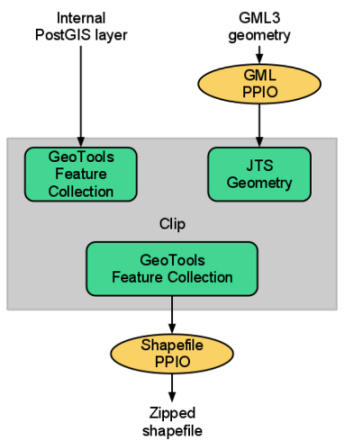 Internal
PostGIS layer
GML3
geometry
GML
PPIO
GeoTools
Feature
Collection
JTS
Geometry
Clip
GeoTools
Feature Collection
Shapefile
PPIO
Zipped
shapefile